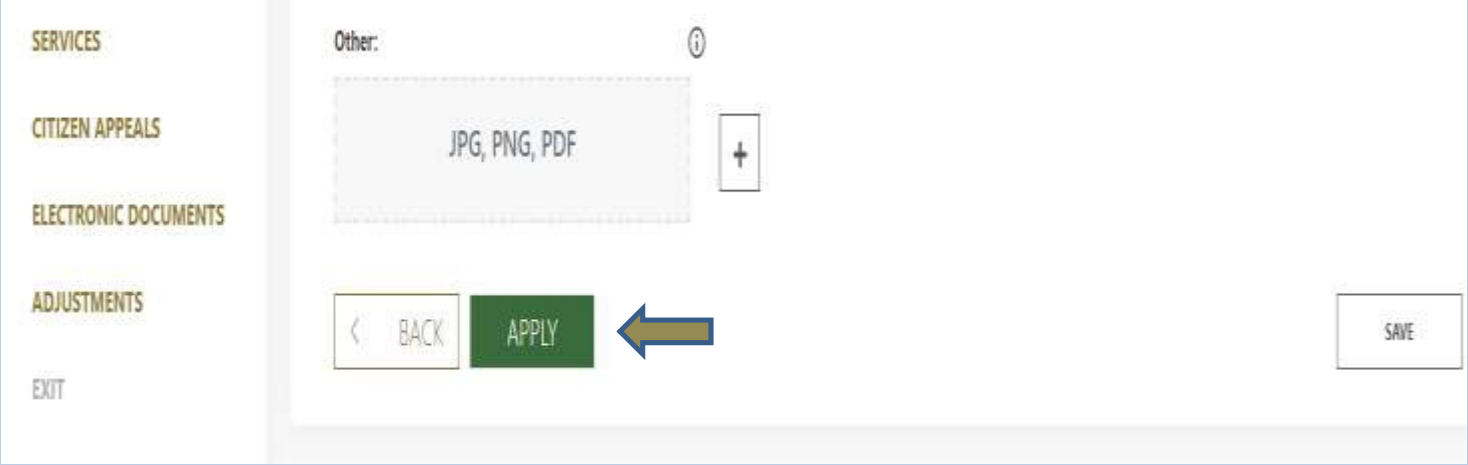 SERVICES
CITIZEN APPEALS
ELECTRONIC DOCUMENTS
ADJUSTMENTS
EXIT
Other:
JPG, PNG, PDF
+
< BACK
APPLY
SAVE